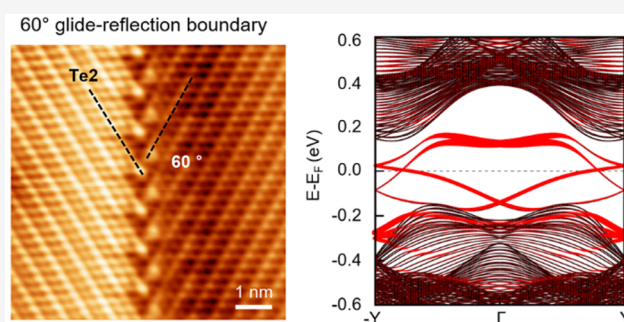 60° glide-reflection boundary
Te2
60 °
1 nm
E-E_F (eV)
0.6
0.4
0.2
0.0
-0.2
-0.4
-0.6
-Y
Γ
Y